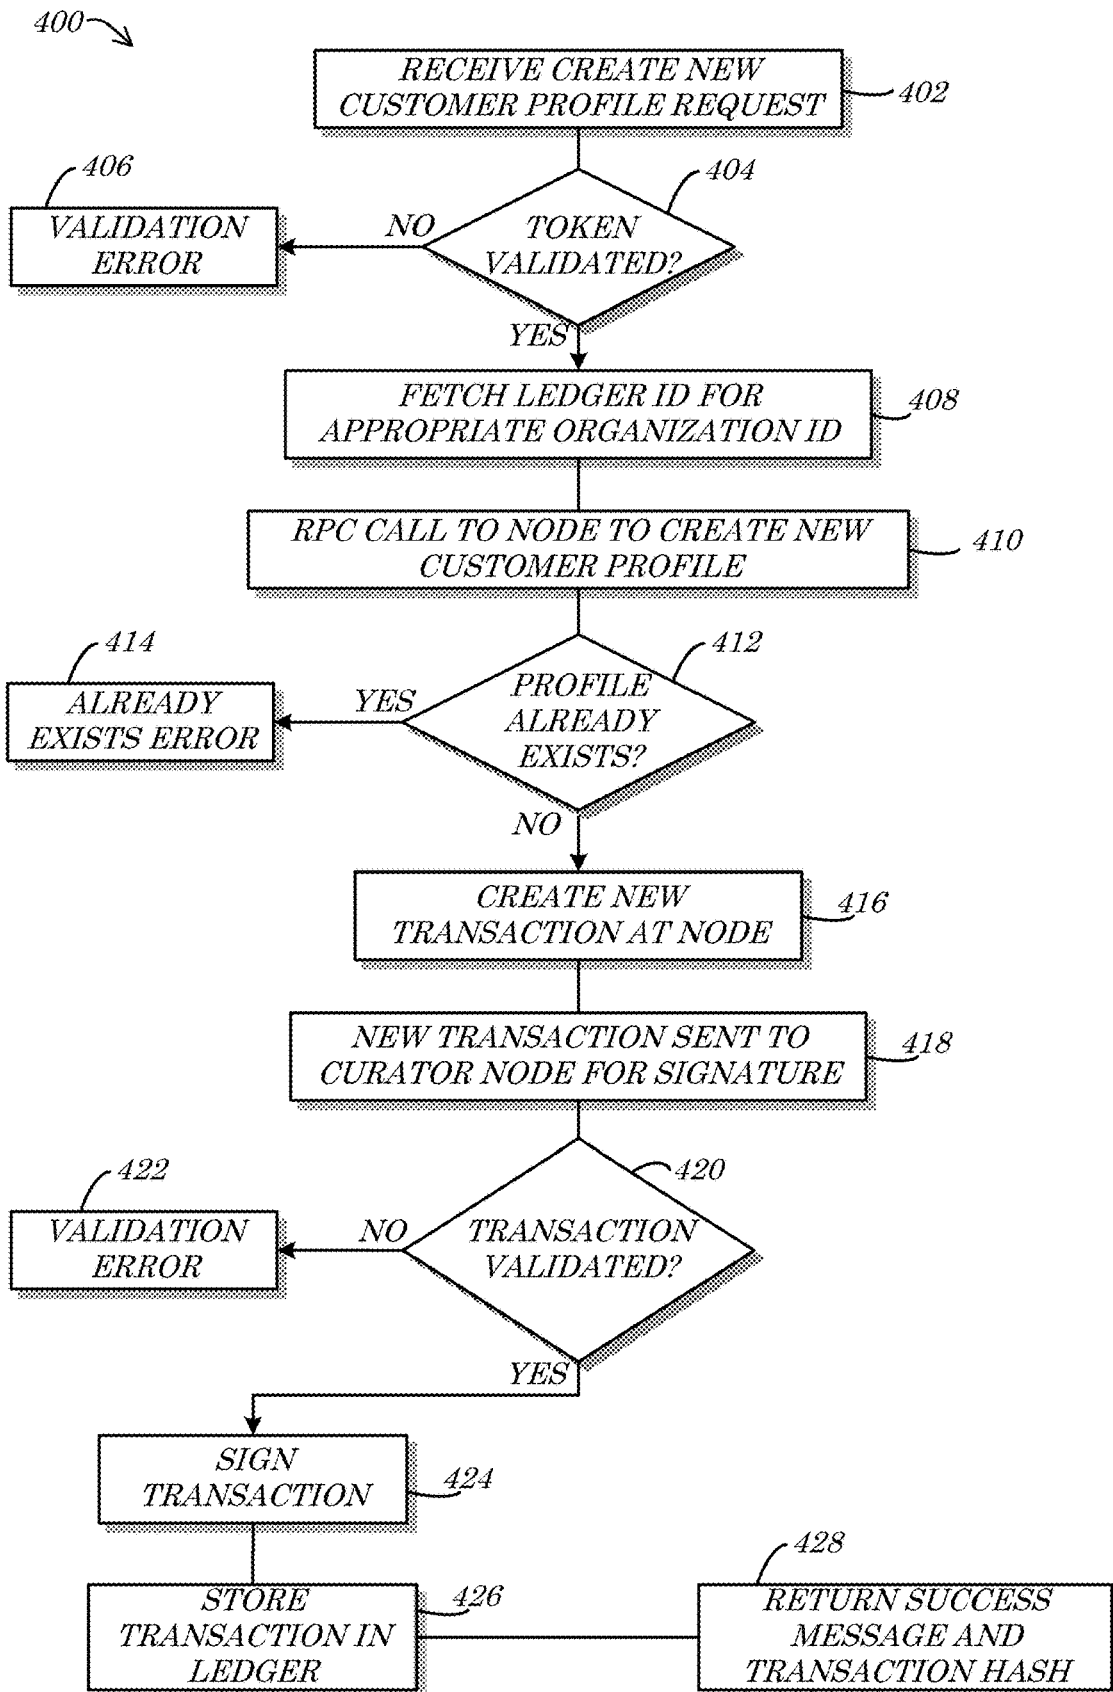 400
RECEIVE CREATE NEW
CUSTOMER PROFILE REQUEST
402
404
406
TOKEN
VALIDATED?
NO
VALIDATION
ERROR
YES
FETCH LEDGER ID FOR
APPROPRIATE ORGANIZATION ID
408
RPC CALL TO NODE TO CREATE NEW
CUSTOMER PROFILE
410
412
414
PROFILE
ALREADY
EXISTS?
YES
ALREADY
EXISTS ERROR
NO
CREATE NEW
TRANSACTION AT NODE
416
NEW TRANSACTION SENT TO
CURATOR NODE FOR SIGNATURE
418
420
422
TRANSACTION
VALIDATED?
NO
VALIDATION
ERROR
YES
SIGN
TRANSACTION
424
STORE
TRANSACTION IN
LEDGER
426
428
RETURN SUCCESS
MESSAGE AND
TRANSACTION HASH